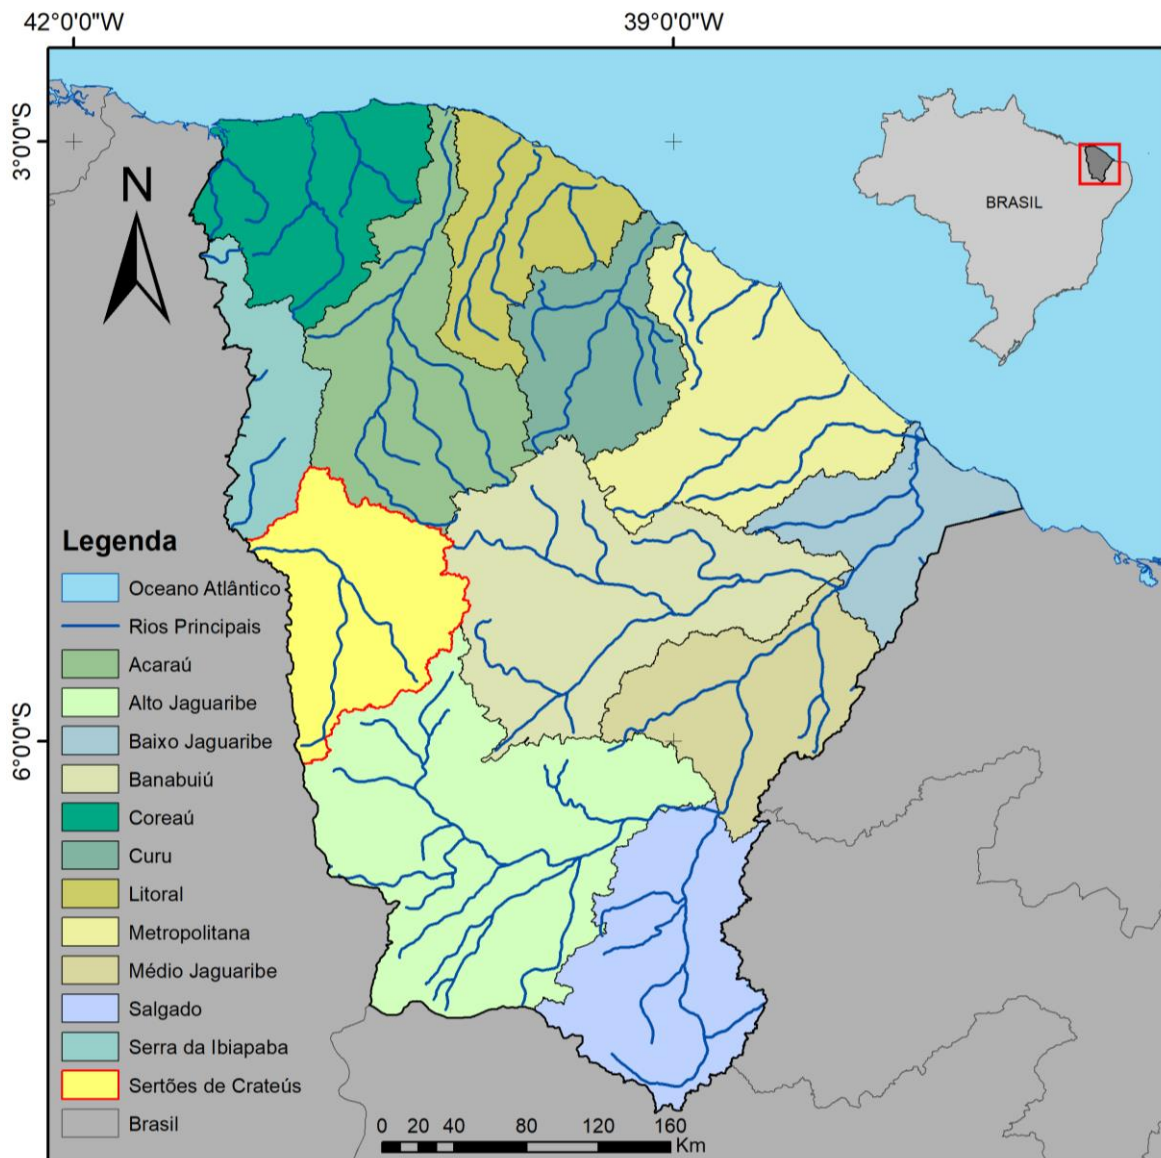 42°0'0"W
39°0'0"W
3°0'0"S
N
BRASIL
Legenda
Oceano Atlântico
Rios Principais
Acaraú
Alto Jaguaribe
Baixo Jaguaribe
6°0'0"S
Banabuiú
Coreaú
Curu
Litoral
Metropolitana
Médio Jaguaribe
Salgado
Serra da Ibiapaba
Sertões de Crateús
Brasil
0 20 40 80 120 160
Km